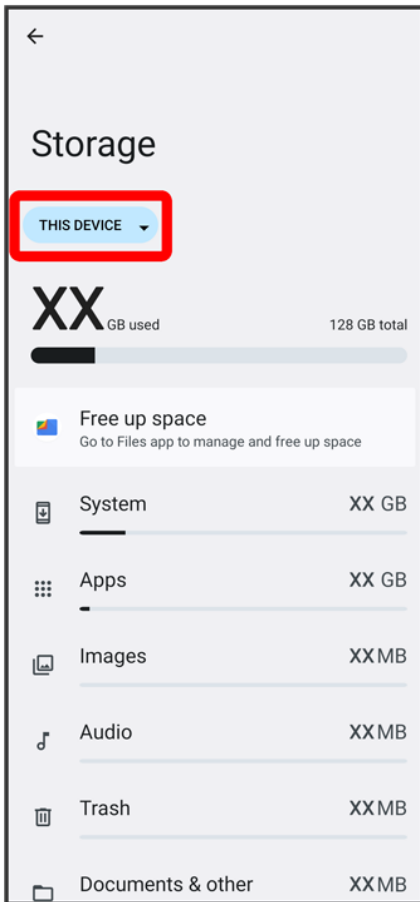 Storage
THIS DEVICE
XX GB used 128 GB total
Free up space
Go to Files app to manage and free up space
System XX GB
Apps XX GB
Images XX MB
Audio XX MB
Trash XX MB
Documents & other XX MB